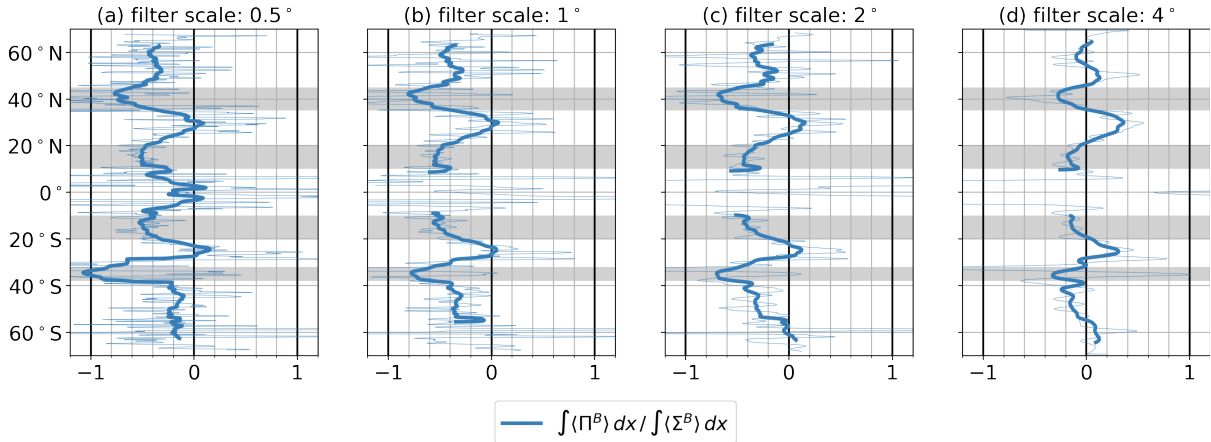 (a) filter scale: 0.5°
(b) filter scale: 1°
(c) filter scale: 2°
(d) filter scale: 4°
60°N
40°N
20°N
0°
20°S
40°S
60°S
−1 0 1
−1 0 1
−1 0 1
−1 0 1
∫⟨Π^B⟩ dx / ∫⟨Σ^B⟩ dx